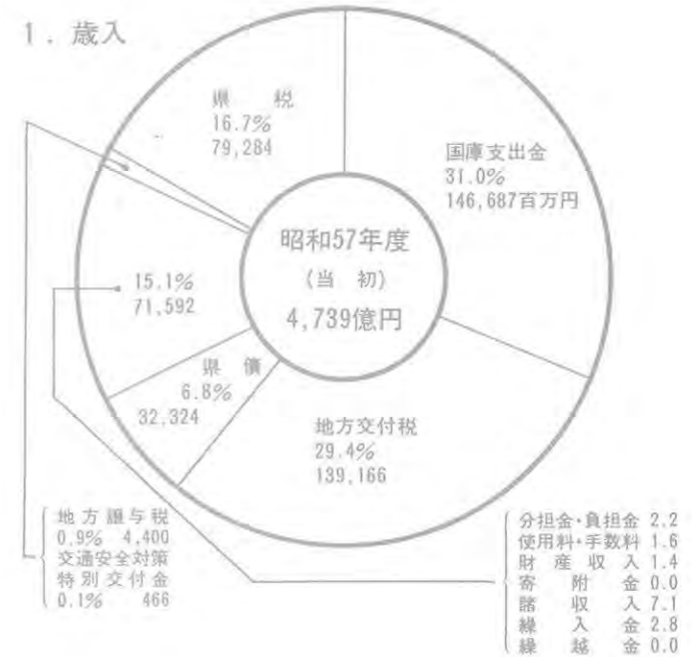 1. 歳入
県税
16.7%
79,284
国庫支出金
31.0%
146,687百万円
昭和57年度
(当初)
4,739億円
15.1%
71,592
県債
6.8%
32,324
地方交付税
29.4%
139,166
地方譲与税
0.9% 4,400
交通安全対策
特別交付金
0.1% 466
分担金・負担金 2.2
使用料・手数料 1.6
財産収入 1.4
寄附金 0.0
諸収入 7.1
繰入金 2.8
繰越金 0.0